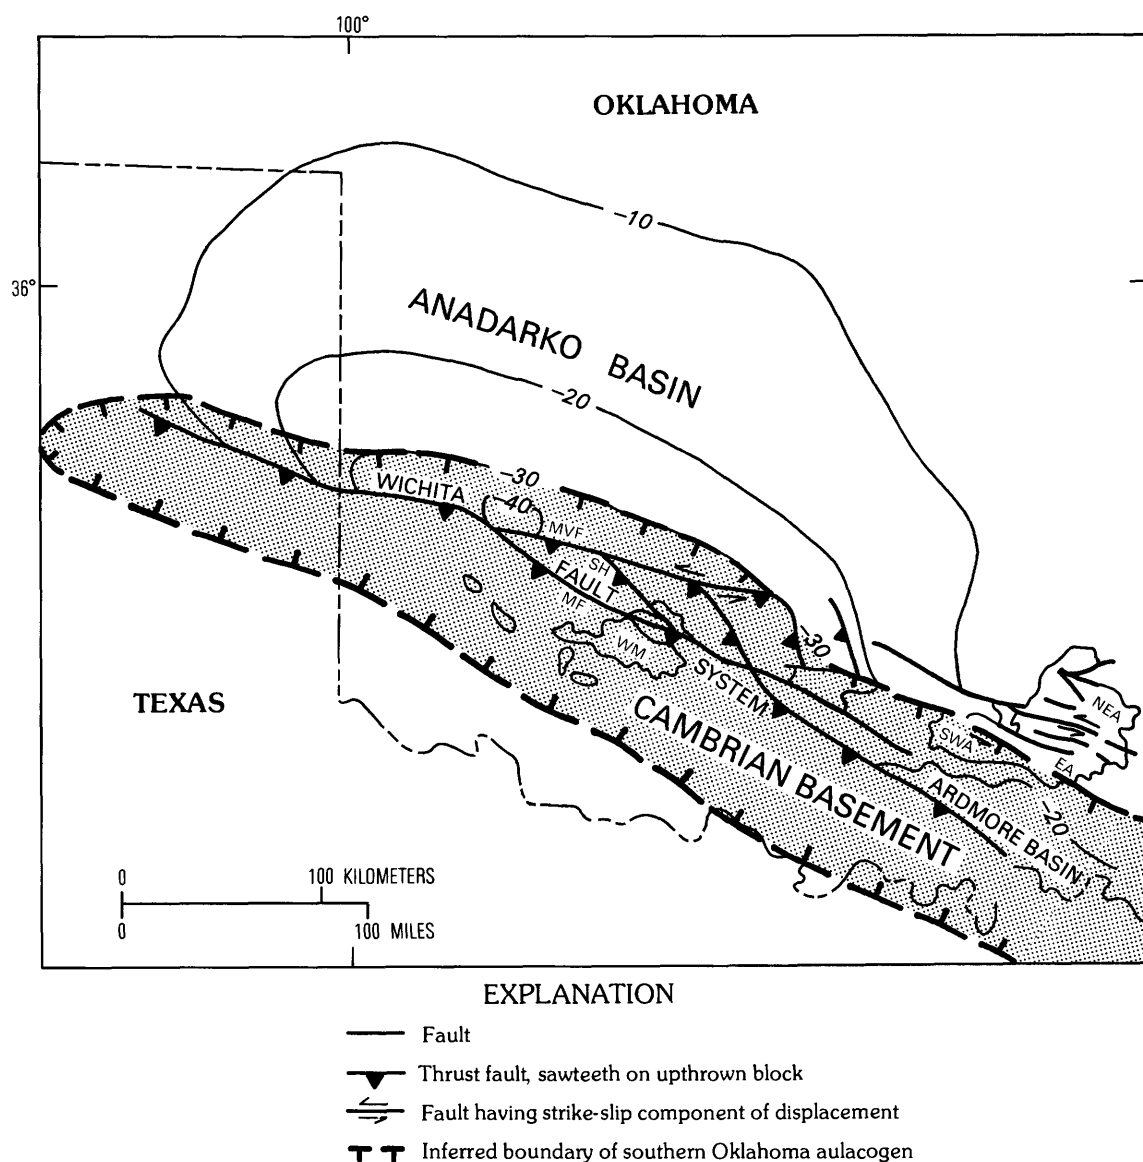 100°
OKLAHOMA
-10
36°
ANADARKO BASIN
-20
-30
WICHITA
-40
MVF
SH
FAULT
MF
WM
SYSTEM
-30
TEXAS
NEA
SWA
EA
CAMBRIAN BASEMENT
ARDMORE BASIN
-20
0 100 KILOMETERS
0 100 MILES
EXPLANATION
Fault
Thrust fault, sawteeth on upthrown block
Fault having strike-slip component of displacement
Inferred boundary of southern Oklahoma aulacogen